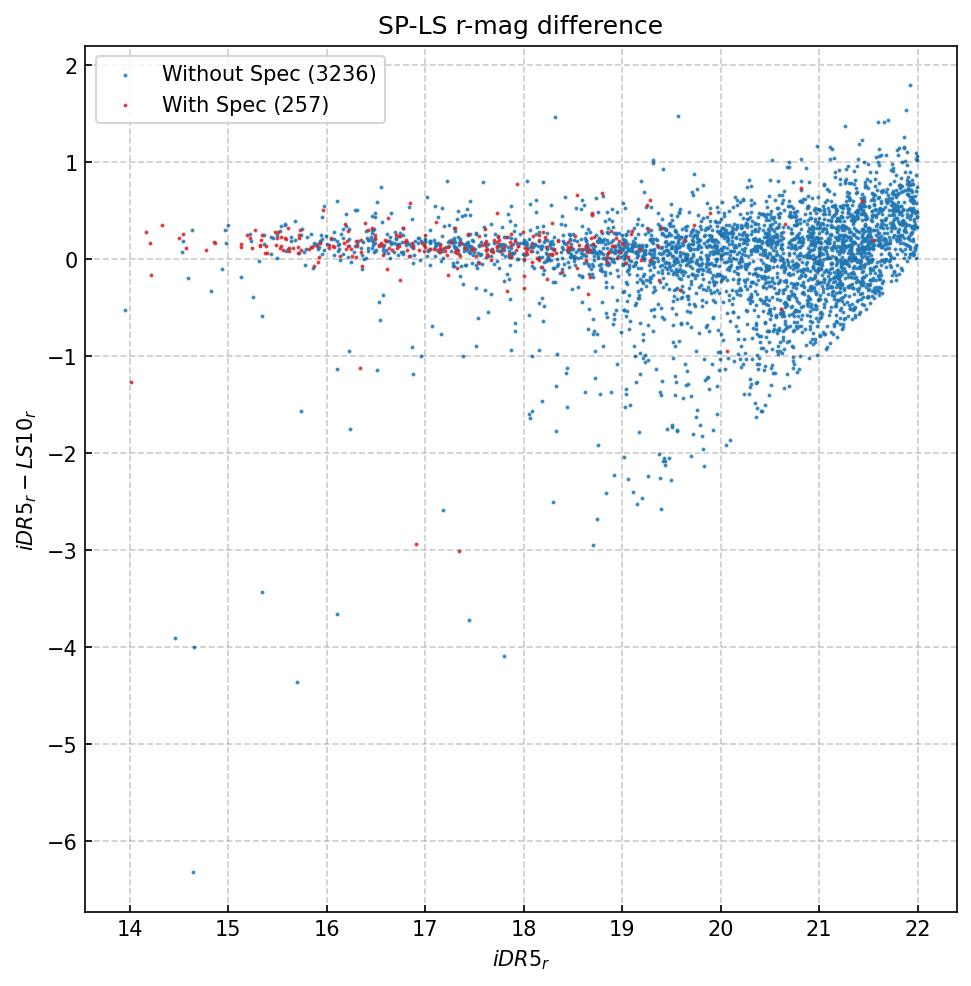 SP-LS r-mag difference
Without Spec (3236)
With Spec (257)
2
1
0
−1
−2
−3
−4
−5
−6
iDR5r − LS10r
14 15 16 17 18 19 20 21 22
iDR5r